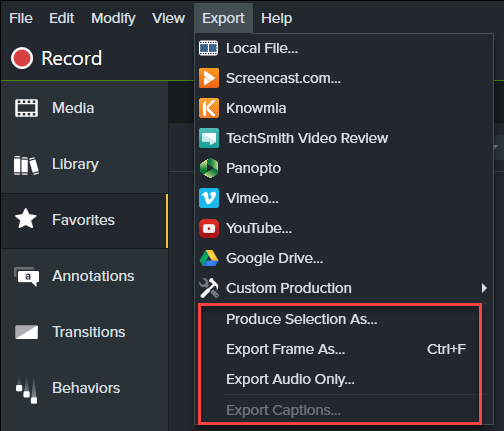 File Edit Modify View Export Help
Record
Media
Library
Favorites
Annotations
Transitions
Behaviors
Local File...
Screencast.com...
Knowmia
TechSmith Video Review
Panopto
Vimeo...
YouTube...
Google Drive...
Custom Production
Produce Selection As...
Export Frame As... Ctrl+F
Export Audio Only...
Export Captions...